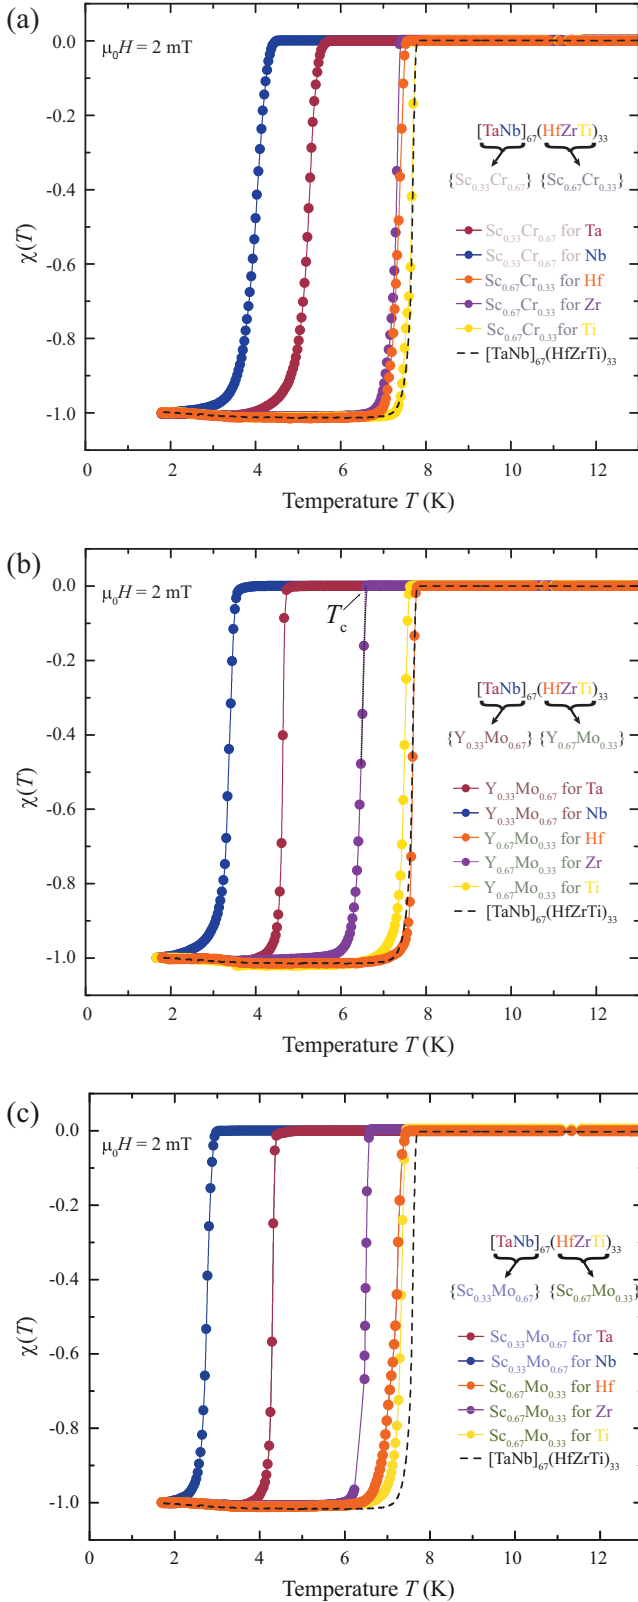 (a)
μ₀H = 2 mT
[TaNb]₆₇(HfZrTi)₃₃
{Sc₀.₃₃Cr₀.₆₇} {Sc₀.₆₇Cr₀.₃₃}
Sc₀.₃₃Cr₀.₆₇ for Ta
Sc₀.₃₃Cr₀.₆₇ for Nb
Sc₀.₆₇Cr₀.₃₃ for Hf
Sc₀.₆₇Cr₀.₃₃ for Zr
Sc₀.₆₇Cr₀.₃₃for Ti
[TaNb]₆₇(HfZrTi)₃₃
χ(T)
0.0
-0.2
-0.4
-0.6
-0.8
-1.0
0 2 4 6 8 10 12
Temperature T (K)
(b)
μ₀H = 2 mT
T_c
[TaNb]₆₇(HfZrTi)₃₃
{Y₀.₃₃Mo₀.₆₇} {Y₀.₆₇Mo₀.₃₃}
Y₀.₃₃Mo₀.₆₇ for Ta
Y₀.₃₃Mo₀.₆₇ for Nb
Y₀.₆₇Mo₀.₃₃ for Hf
Y₀.₆₇Mo₀.₃₃ for Zr
Y₀.₆₇Mo₀.₃₃ for Ti
[TaNb]₆₇(HfZrTi)₃₃
χ(T)
0.0
-0.2
-0.4
-0.6
-0.8
-1.0
0 2 4 6 8 10 12
Temperature T (K)
(c)
μ₀H = 2 mT
[TaNb]₆₇(HfZrTi)₃₃
{Sc₀.₃₃Mo₀.₆₇} {Sc₀.₆₇Mo₀.₃₃}
Sc₀.₃₃Mo₀.₆₇ for Ta
Sc₀.₃₃Mo₀.₆₇ for Nb
Sc₀.₆₇Mo₀.₃₃ for Hf
Sc₀.₆₇Mo₀.₃₃ for Zr
Sc₀.₆₇Mo₀.₃₃ for Ti
[TaNb]₆₇(HfZrTi)₃₃
χ(T)
0.0
-0.2
-0.4
-0.6
-0.8
-1.0
0 2 4 6 8 10 12
Temperature T (K)